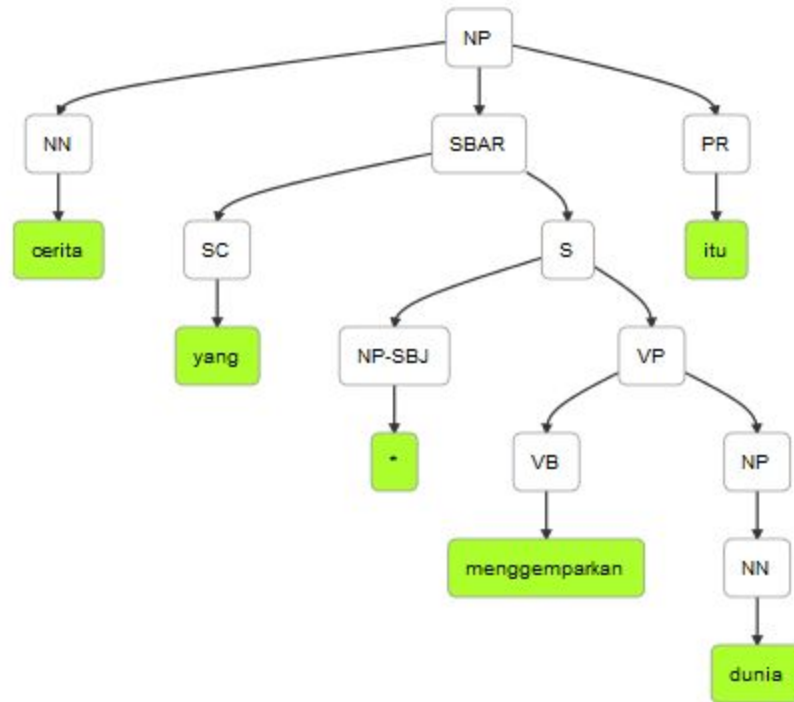 NP
NN SBAR PR
cerita SC S itu
yang NP-SBJ VP
* VB NP
menggemparkan NN
dunia